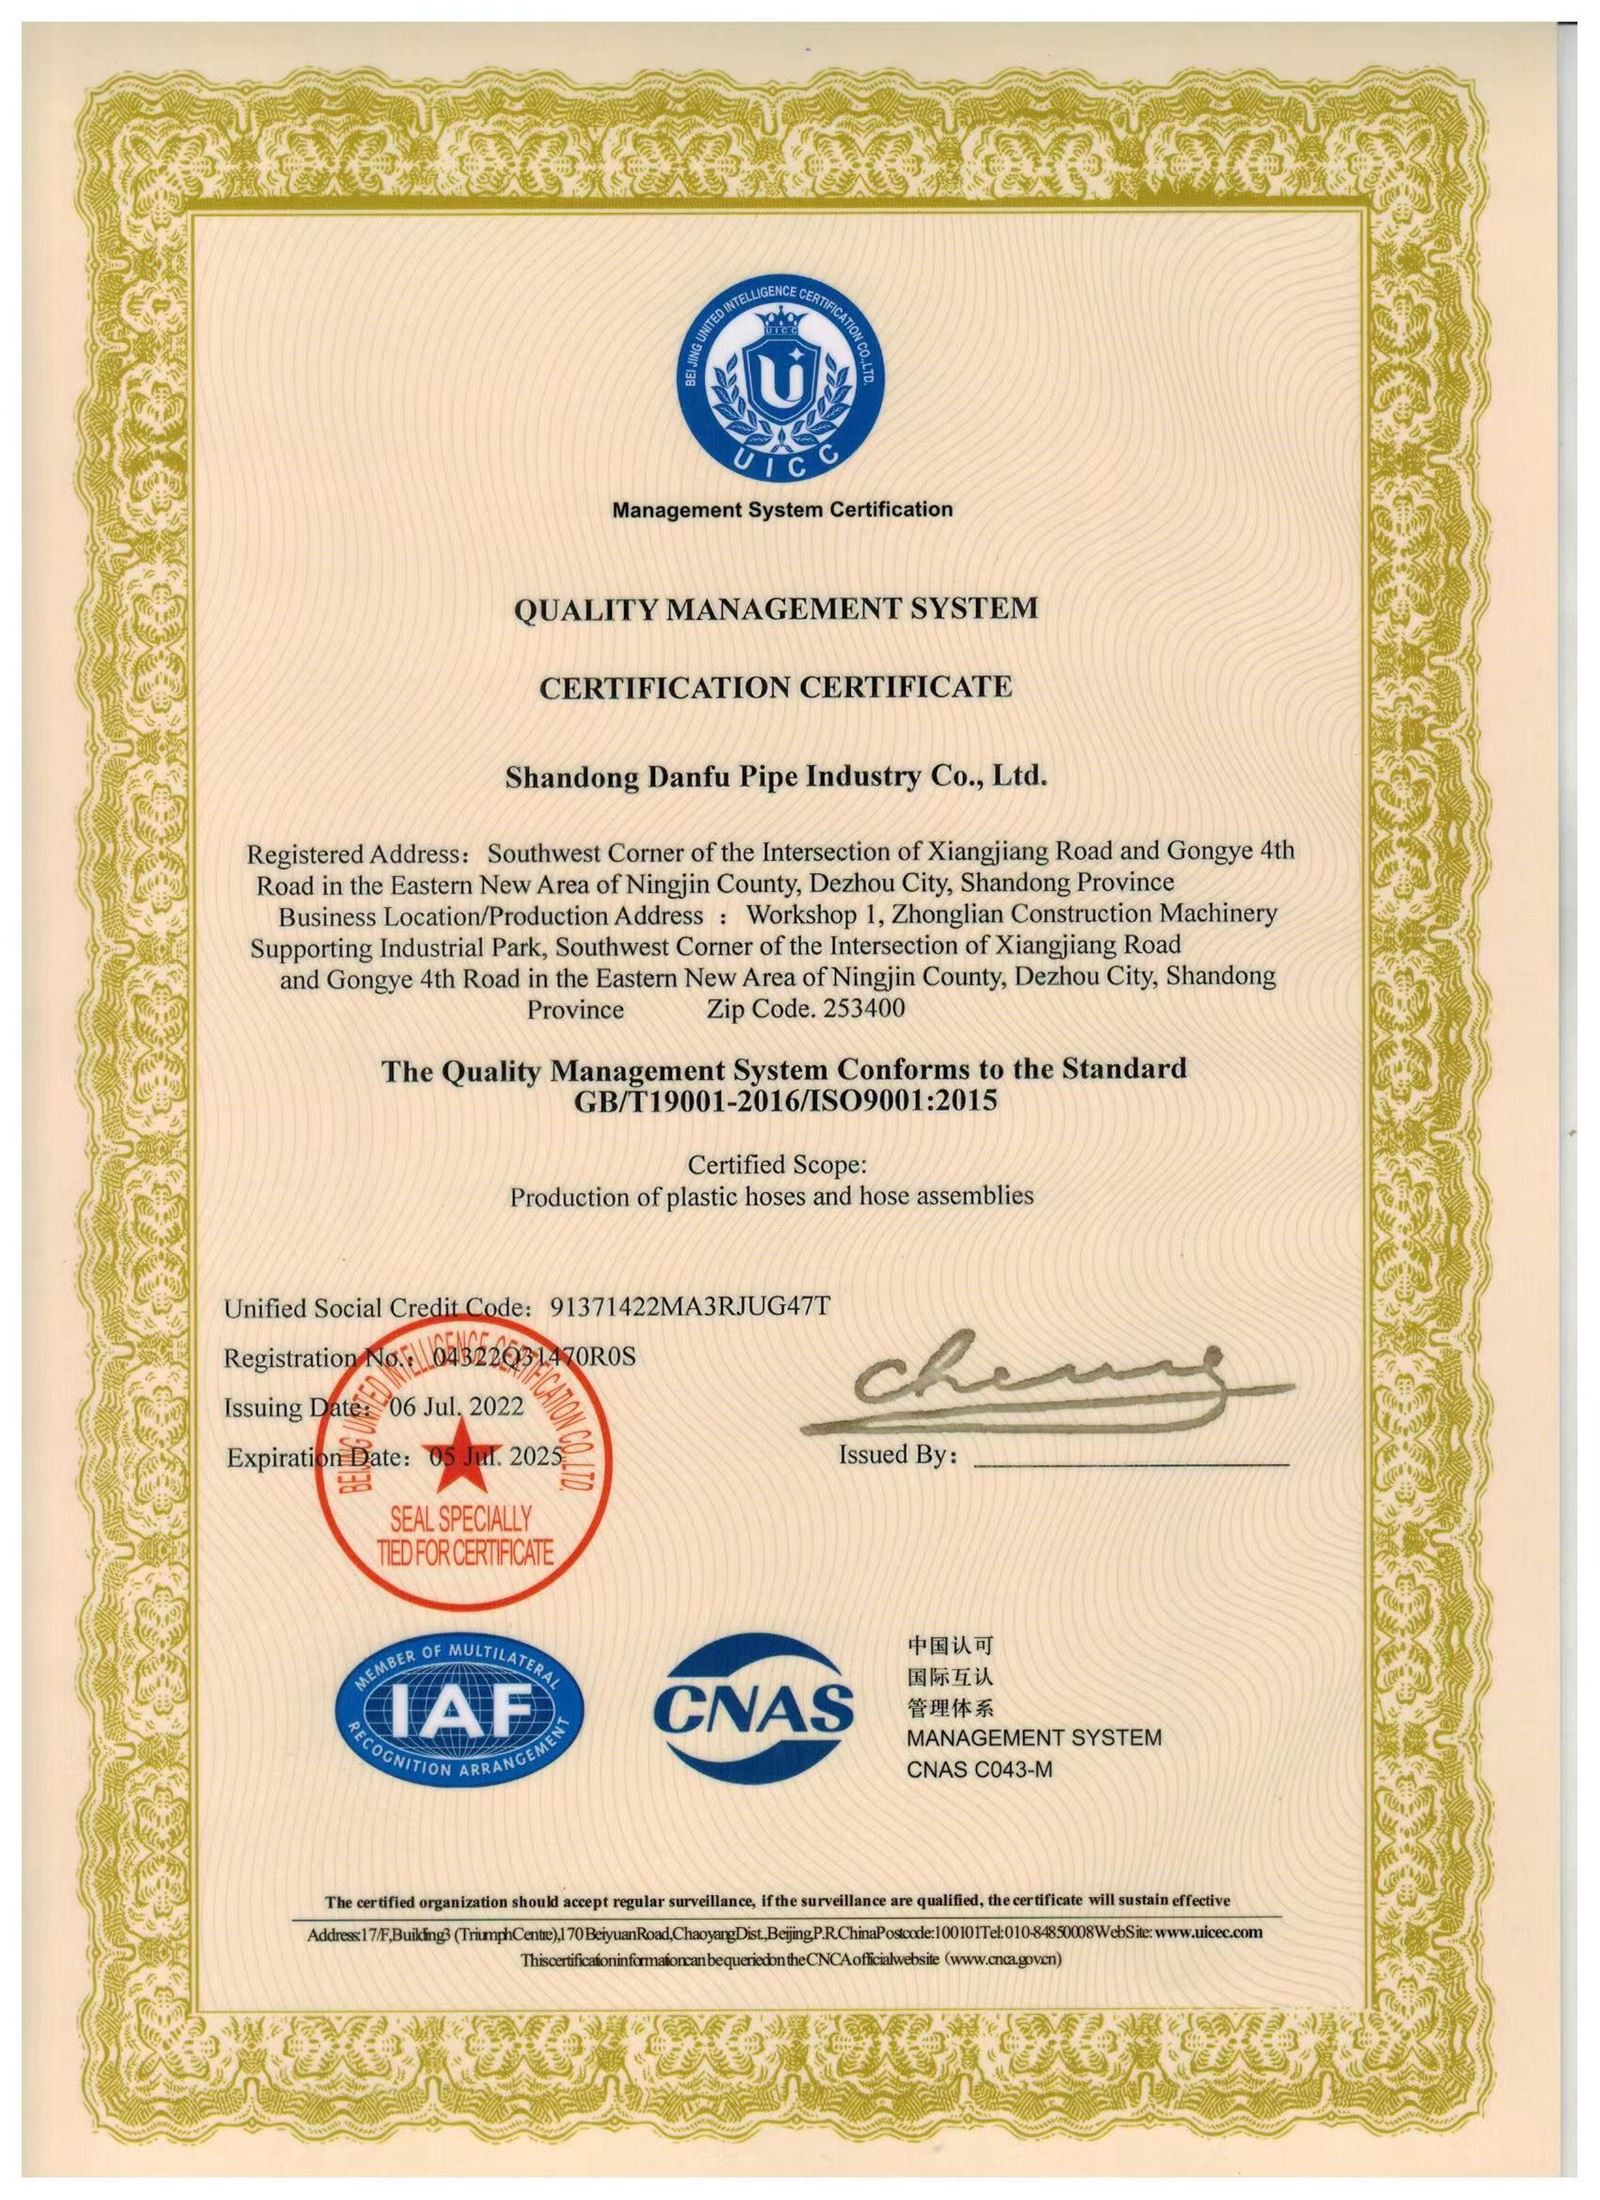 BEIJING UNITED INTELLIGENCE CERTIFICATION CO.,LTD.
UICC
Ui
UICC
Management System Certification
QUALITY MANAGEMENT SYSTEM
CERTIFICATION CERTIFICATE
Shandong Danfu Pipe Industry Co., Ltd.
Registered Address： Southwest Corner of the Intersection of Xiangjiang Road and Gongye 4th
Road in the Eastern New Area of Ningjin County, Dezhou City, Shandong Province
Business Location/Production Address ： Workshop 1, Zhonglian Construction Machinery
Supporting Industrial Park, Southwest Corner of the Intersection of Xiangjiang Road
and Gongye 4th Road in the Eastern New Area of Ningjin County, Dezhou City, Shandong
Province Zip Code. 253400
The Quality Management System Conforms to the Standard
GB/T19001-2016/ISO9001:2015
Certified Scope:
Production of plastic hoses and hose assemblies
Unified Social Credit Code： 91371422MA3RJUG47T
Registration No.： 04322Q31470R0S
Issuing Date： 06 Jul. 2022
Expiration Date： 05 Jul. 2025
BEIJING UNITED INTELLIGENCE CERTIFICATION CO.,LTD.
SEAL SPECIALLY
TIED FOR CERTIFICATE
Issued By：
MEMBER OF MULTILATERAL
IAF
RECOGNITION ARRANGEMENT
CNAS
中国认可
国际互认
管理体系
MANAGEMENT SYSTEM
CNAS C043-M
The certified organization should accept regular surveillance, if the surveillance are qualified, the certificate will sustain effective
Address:17/F,Building3 (TriumphCentre),170BeiyuanRoad,ChaoyangDist.,Beijing,P.R.ChinaPostcode:100101Tel:010-84850008WebSite: www.uicec.com
ThiscertificationinformationcanbequeriedontheCNCAofficialwebsite（www.cnca.gov.cn)